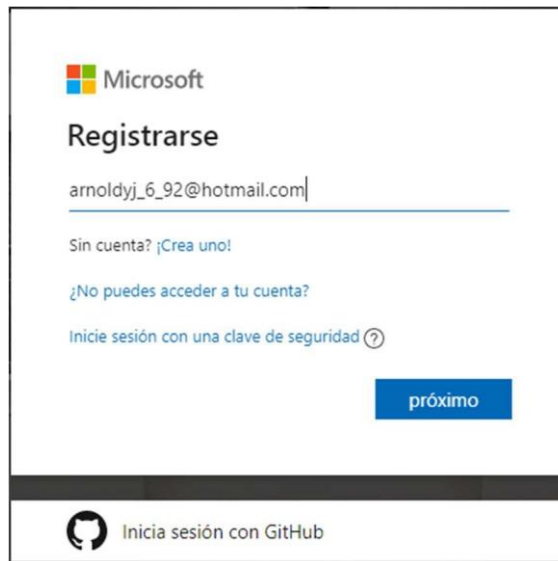 Microsoft
Registrarse
arnoldyj_6_92@hotmail.com
Sin cuenta? ¡Crea uno!
¿No puedes acceder a tu cuenta?
Inicie sesión con una clave de seguridad ?
próximo
Inicia sesión con GitHub